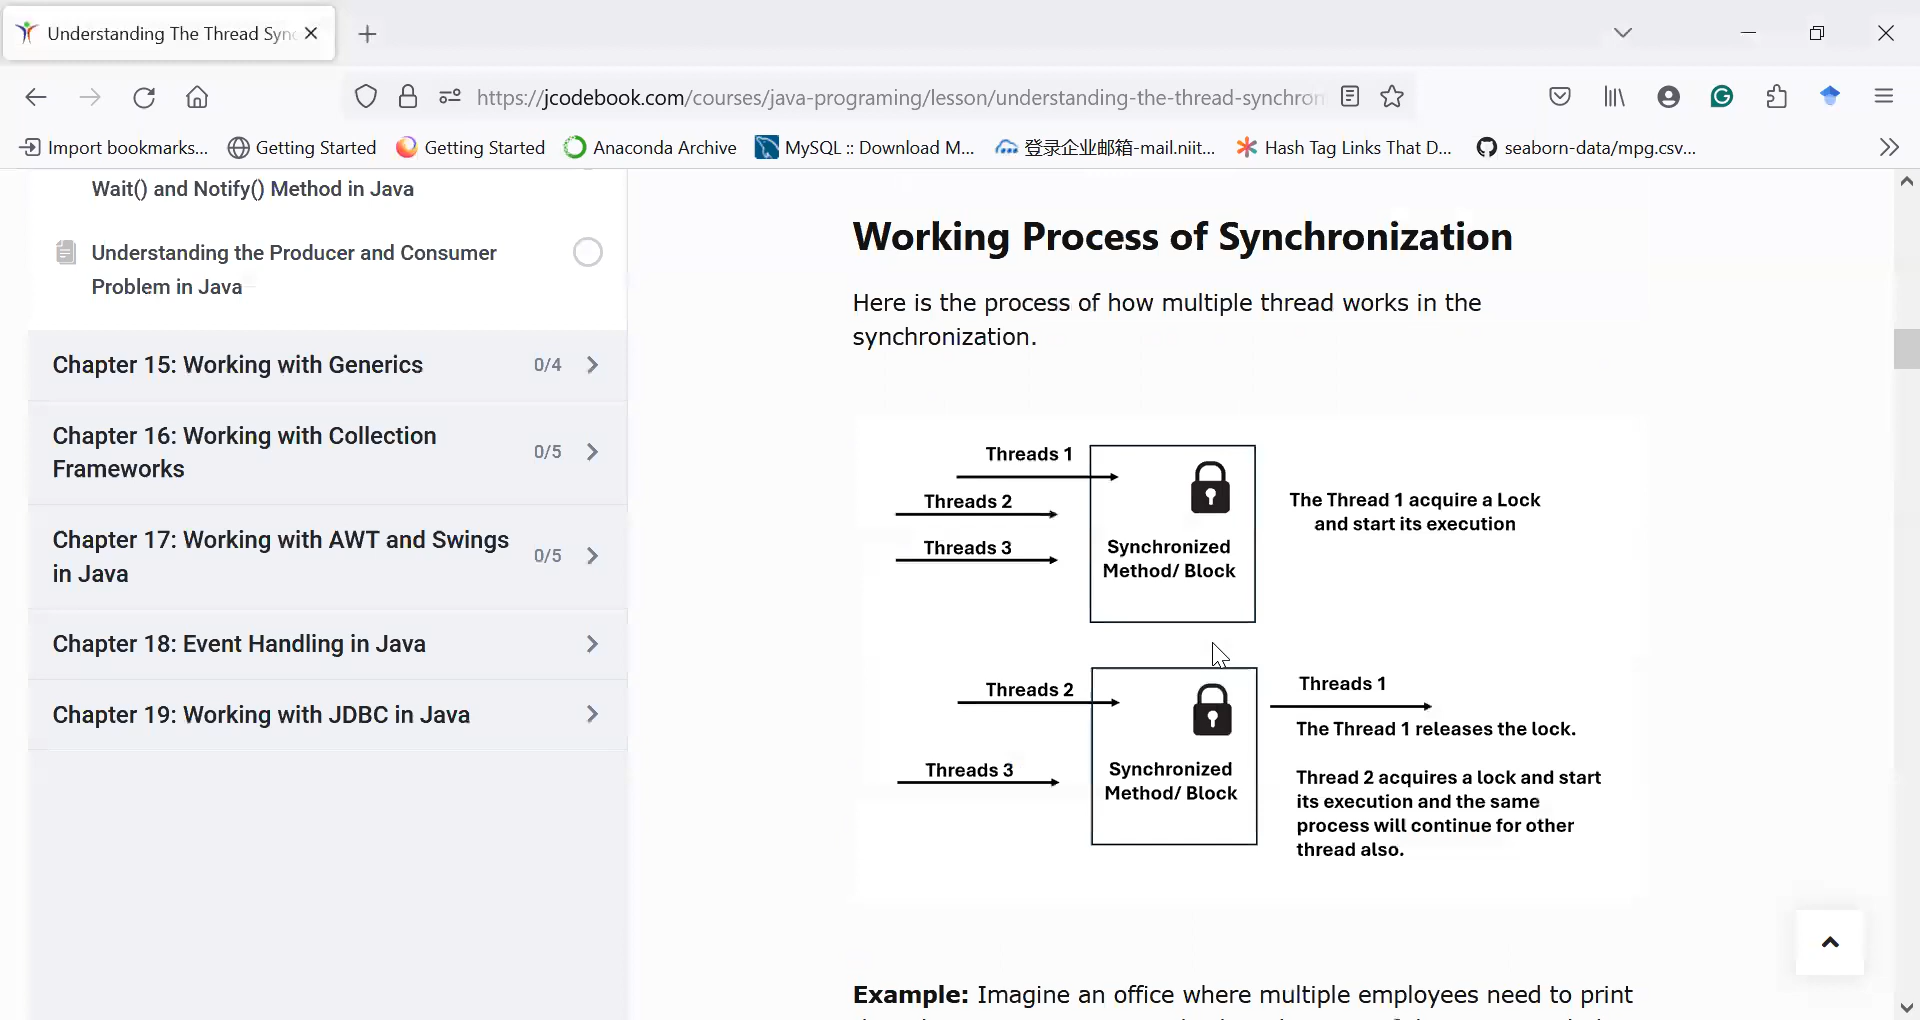 Understanding The Thread Syn
https://jcodebook.com/courses/java-programing/lesson/understanding-the-thread-synchron
Import bookmarks... Getting Started Getting Started Anaconda Archive MySQL :: Download M... 登录企业邮箱-mail.niit... Hash Tag Links That D... seaborn-data/mpg.csv...
Wait() and Notify() Method in Java
Understanding the Producer and Consumer
Problem in Java
Chapter 15: Working with Generics 0/4
Chapter 16: Working with Collection
Frameworks 0/5
Chapter 17: Working with AWT and Swings
in Java 0/5
Chapter 18: Event Handling in Java
Chapter 19: Working with JDBC in Java
Working Process of Synchronization
Here is the process of how multiple thread works in the
synchronization.
Threads 1
Threads 2
Threads 3
Synchronized
Method/ Block
The Thread 1 acquire a Lock
and start its execution
Threads 2
Threads 3
Synchronized
Method/ Block
Threads 1
The Thread 1 releases the lock.
Thread 2 acquires a lock and start
its execution and the same
process will continue for other
thread also.
Example: Imagine an office where multiple employees need to print